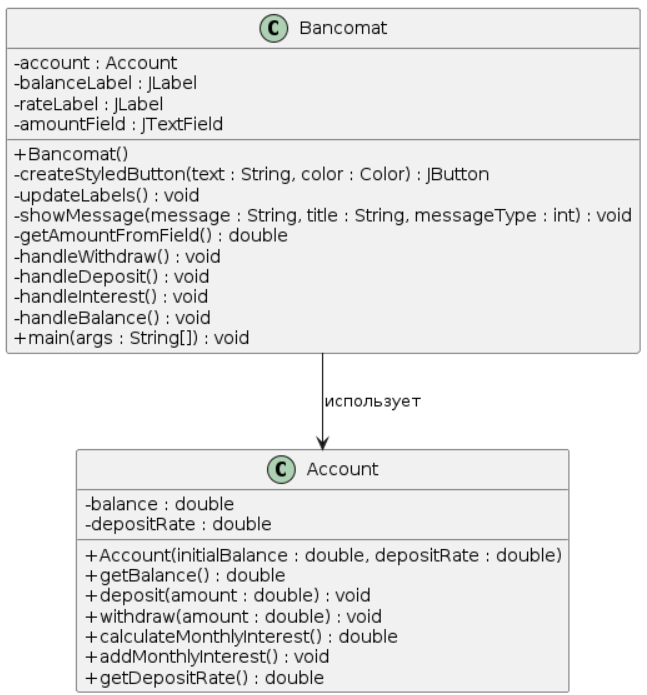 C Bancomat
-account : Account
-balanceLabel : JLabel
-rateLabel : JLabel
-amountField : JTextField
+Bancomat()
-createStyledButton(text : String, color : Color) : JButton
-updateLabels() : void
-showMessage(message : String, title : String, messageType : int) : void
-getAmountFromField() : double
-handleWithdraw() : void
-handleDeposit() : void
-handleInterest() : void
-handleBalance() : void
+main(args : String[]) : void
использует
C Account
-balance : double
-depositRate : double
+Account(initialBalance : double, depositRate : double)
+getBalance() : double
+deposit(amount : double) : void
+withdraw(amount : double) : void
+calculateMonthlyInterest() : double
+addMonthlyInterest() : void
+getDepositRate() : double